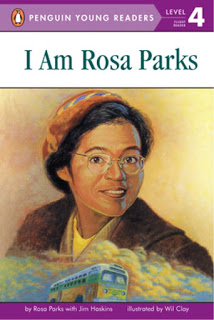 PENGUIN YOUNG READERS
LEVEL
4
I Am Rosa Parks
by Rosa Parks with Jim Haskins
illustrated by Wil Clay